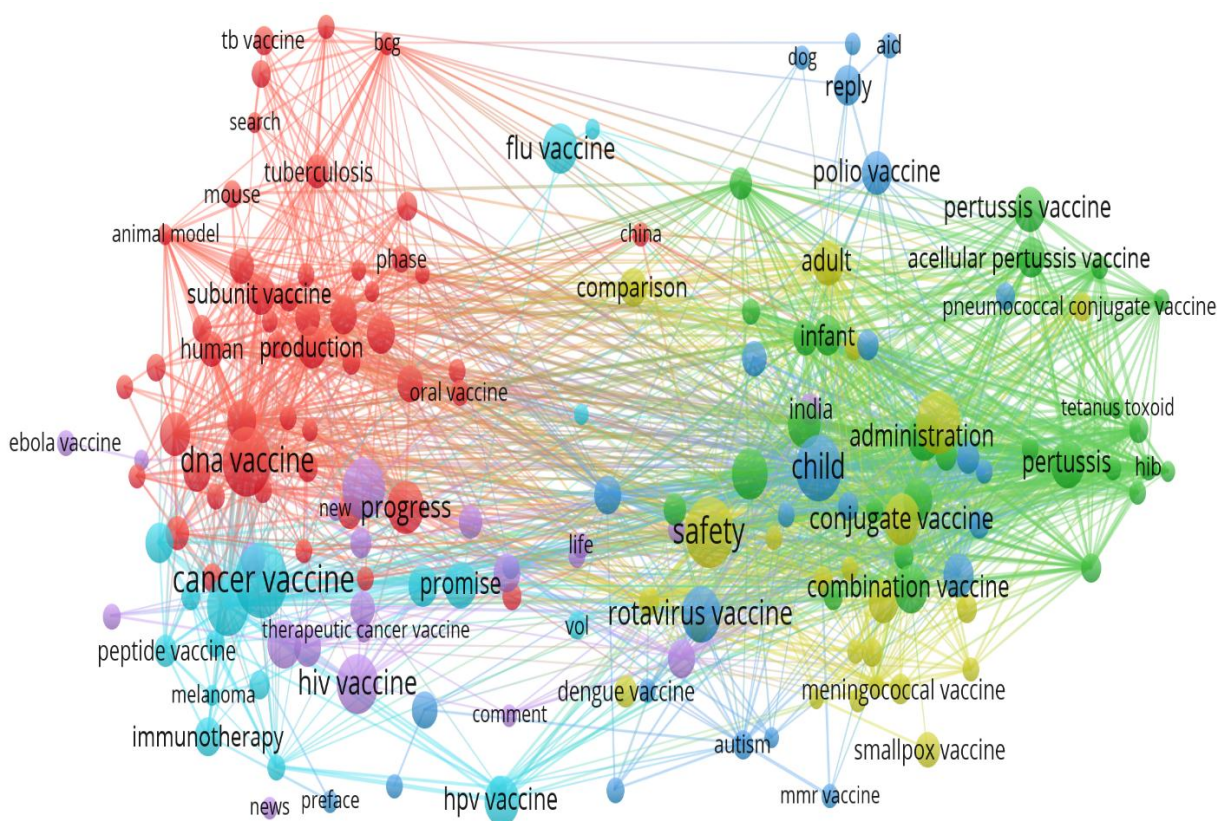 tb vaccine
bcg
dog
aid
reply
search
flu vaccine
tuberculosis
polio vaccine
mouse
pertussis vaccine
animal model
china
phase
adult
acellular pertussis vaccine
subunit vaccine
comparison
pneumococcal conjugate vaccine
human
production
infant
oral vaccine
india
tetanus toxoid
ebola vaccine
administration
dna vaccine
child
pertussis
hib
new
progress
safety
conjugate vaccine
life
cancer vaccine
promise
combination vaccine
rotavirus vaccine
therapeutic cancer vaccine
vol
peptide vaccine
hiv vaccine
melanoma
dengue vaccine
meningococcal vaccine
comment
immunotherapy
autism
smallpox vaccine
news
preface
hpv vaccine
mmr vaccine